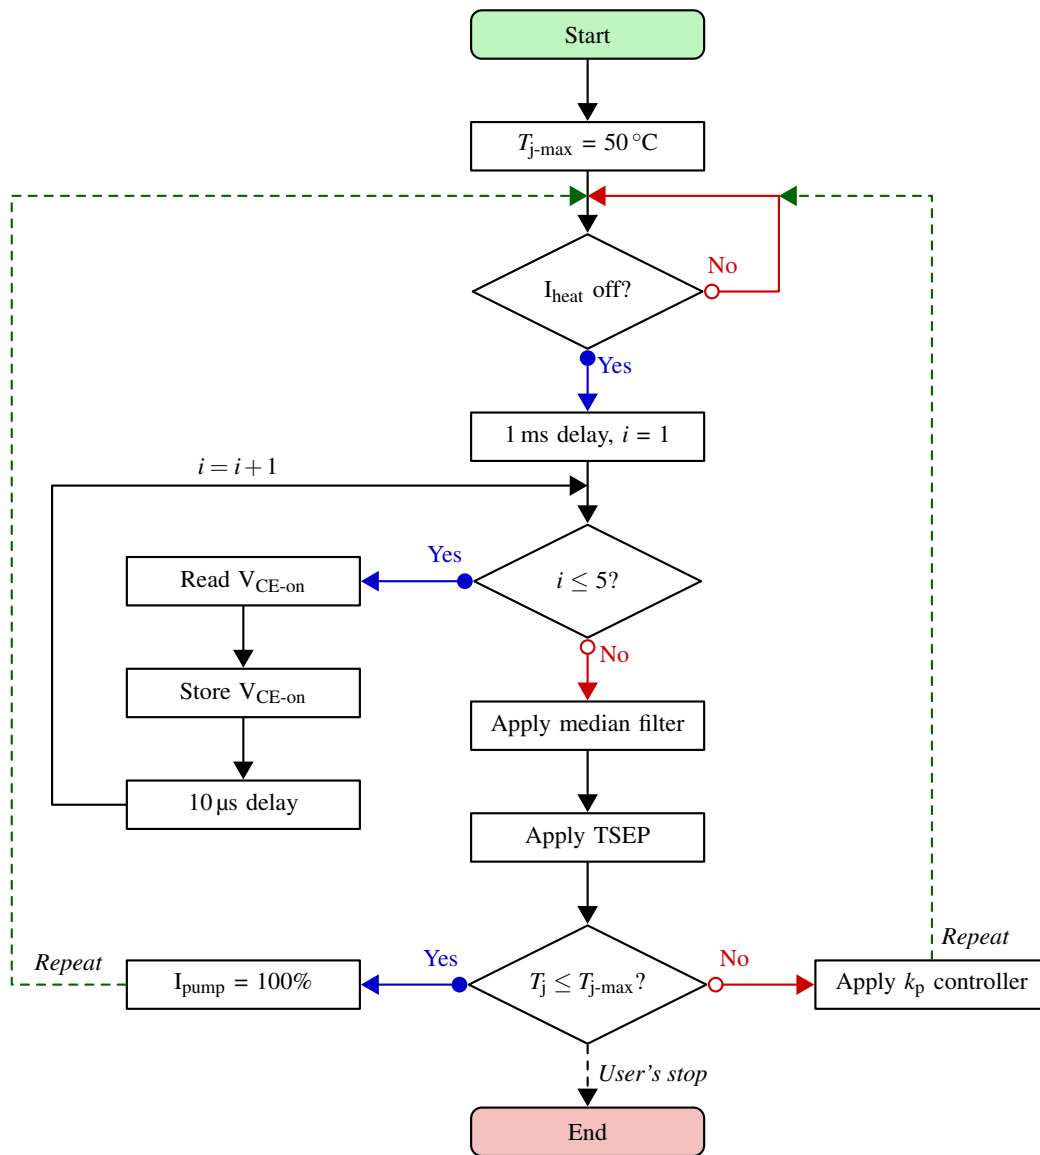 Start
T_j-max = 50 °C
I_heat off?
No
Yes
1 ms delay, i = 1
i = i + 1
Yes
i ≤ 5?
Read V_CE-on
No
Store V_CE-on
Apply median filter
10 µs delay
Apply TSEP
Repeat
I_pump = 100%
Yes
T_j ≤ T_j-max?
No
Repeat
Apply k_p controller
User's stop
End